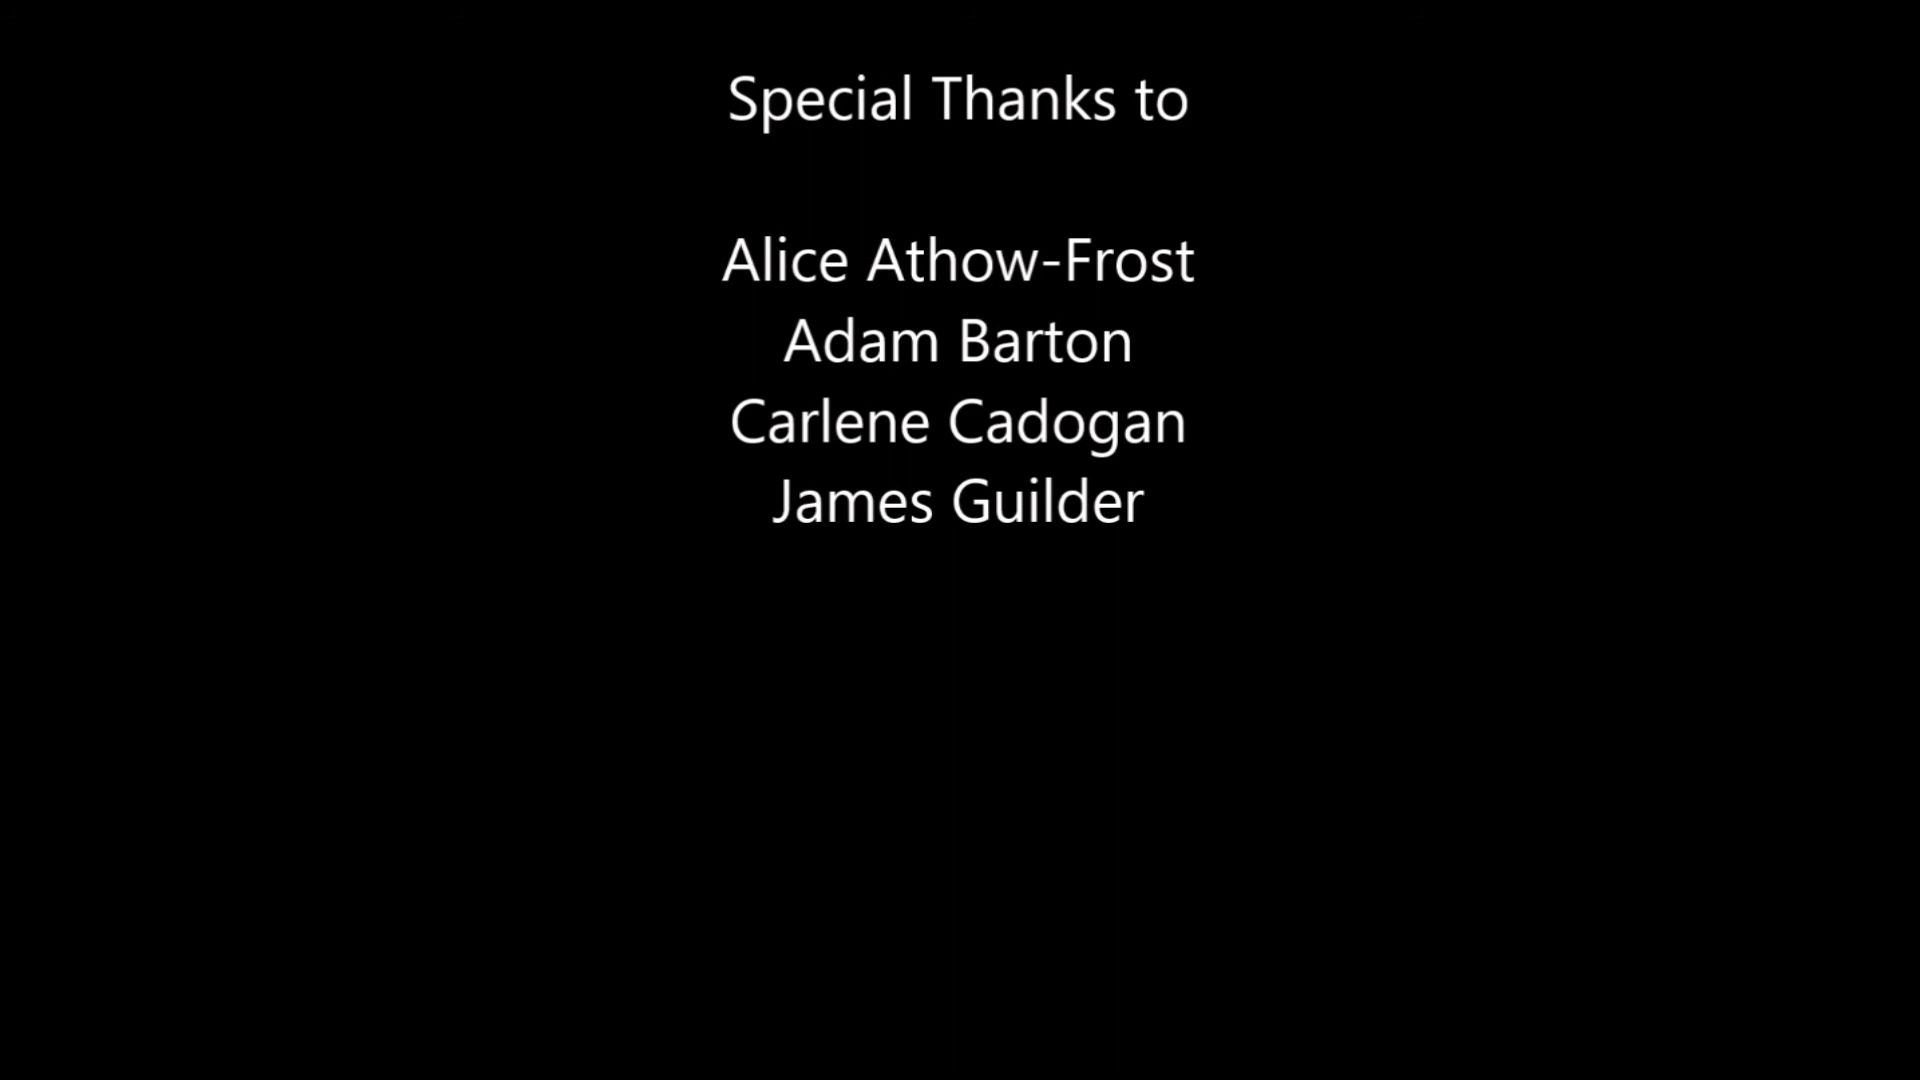 Special Thanks to
Alice Athow-Frost
Adam Barton
Carlene Cadogan
James Guilder